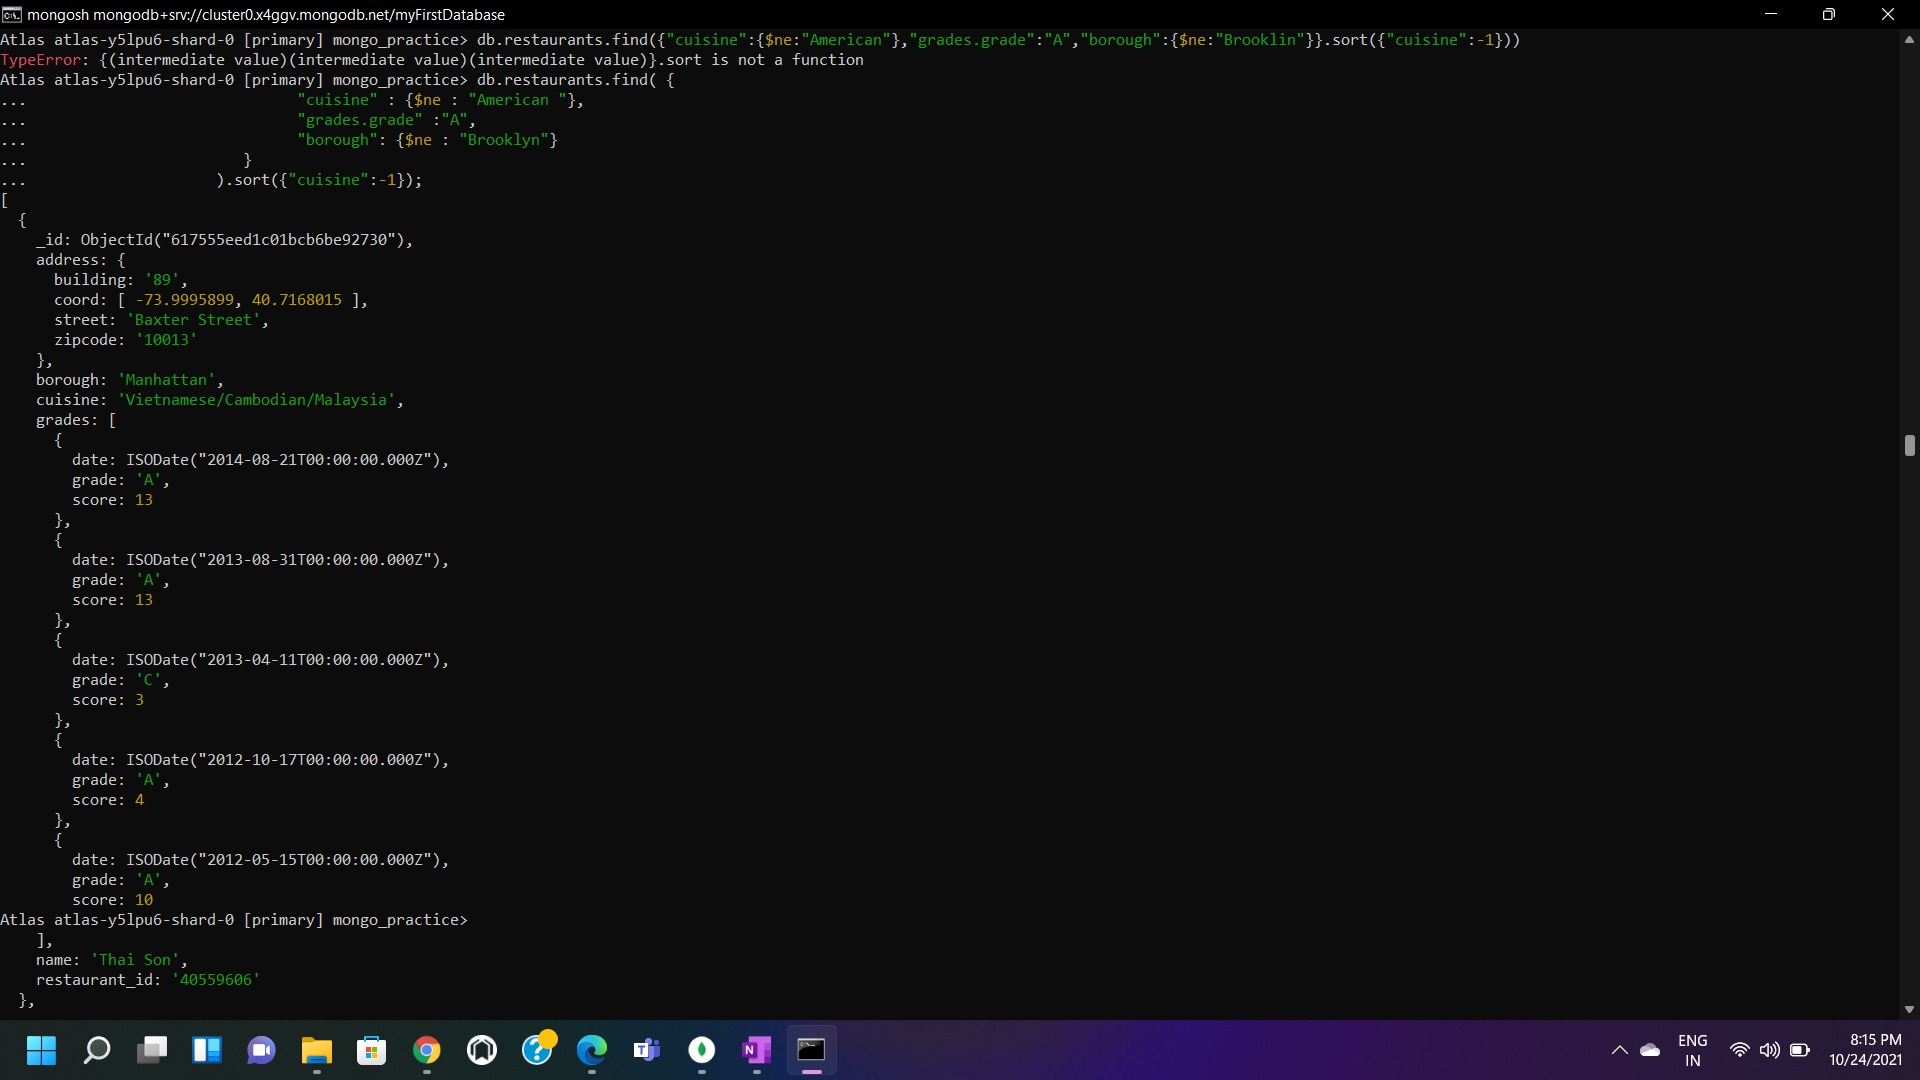 mongosh mongodb+srv://cluster0.x4ggv.mongodb.net/myFirstDatabase
Atlas atlas-y5lpu6-shard-0 [primary] mongo_practice> db.restaurants.find({"cuisine":{$ne:"American"},"grades.grade":"A","borough":{$ne:"Brooklin"}}.sort({"cuisine":-1}))
TypeError: {(intermediate value)(intermediate value)(intermediate value)}.sort is not a function
Atlas atlas-y5lpu6-shard-0 [primary] mongo_practice> db.restaurants.find( {
...                              "cuisine" : {$ne : "American "},
...                              "grades.grade" :"A",
...                              "borough": {$ne : "Brooklyn"}
...                        }
...                     ).sort({"cuisine":-1});
[
  {
    _id: ObjectId("617555eed1c01bcb6be92730"),
    address: {
      building: '89',
      coord: [ -73.9995899, 40.7168015 ],
      street: 'Baxter Street',
      zipcode: '10013'
    },
    borough: 'Manhattan',
    cuisine: 'Vietnamese/Cambodian/Malaysia',
    grades: [
      {
        date: ISODate("2014-08-21T00:00:00.000Z"),
        grade: 'A',
        score: 13
      },
      {
        date: ISODate("2013-08-31T00:00:00.000Z"),
        grade: 'A',
        score: 13
      },
      {
        date: ISODate("2013-04-11T00:00:00.000Z"),
        grade: 'C',
        score: 3
      },
      {
        date: ISODate("2012-10-17T00:00:00.000Z"),
        grade: 'A',
        score: 4
      },
      {
        date: ISODate("2012-05-15T00:00:00.000Z"),
        grade: 'A',
        score: 10
Atlas atlas-y5lpu6-shard-0 [primary] mongo_practice>
    ],
    name: 'Thai Son',
    restaurant_id: '40559606'
  },
ENG
IN
8:15 PM
10/24/2021